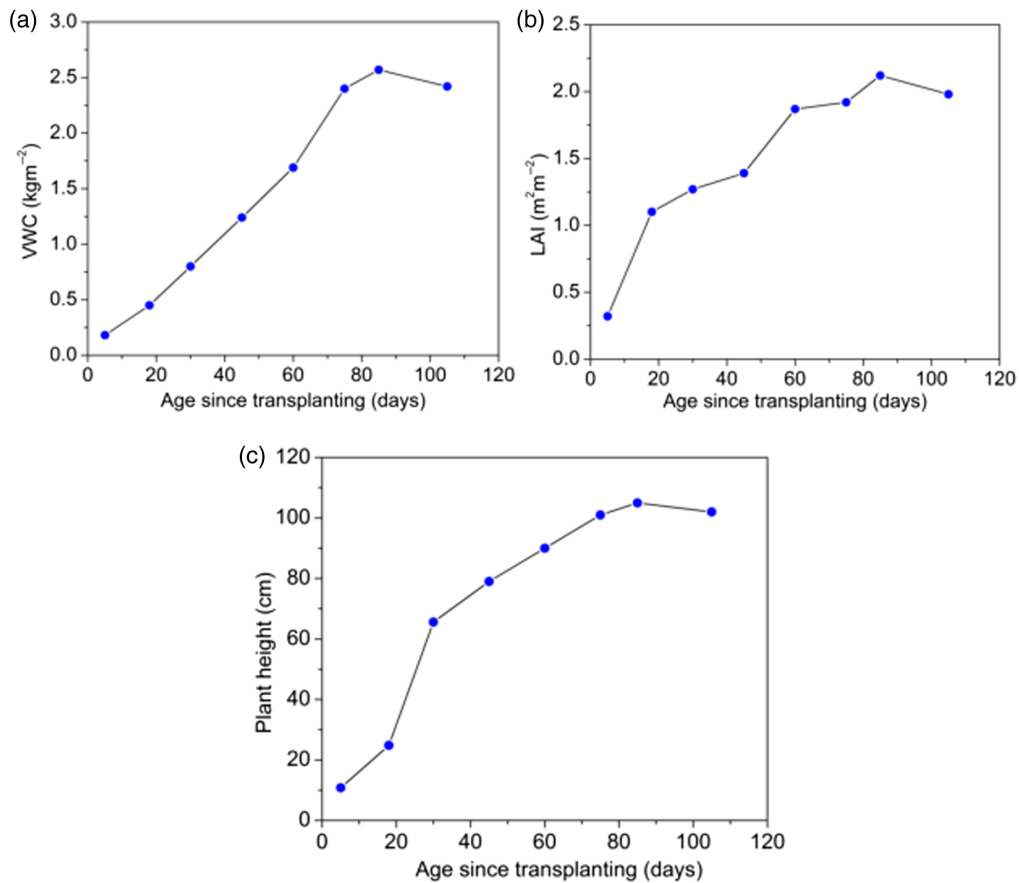 (a)
3.0
2.5
2.0
1.5
1.0
0.5
0.0
VWC (kgm⁻²)
0 20 40 60 80 100 120
Age since transplanting (days)
(b)
2.5
2.0
1.5
1.0
0.5
0.0
LAI (m²m⁻²)
0 20 40 60 80 100 120
Age since transplanting (days)
(c)
120
100
80
60
40
20
0
Plant height (cm)
0 20 40 60 80 100 120
Age since transplanting (days)